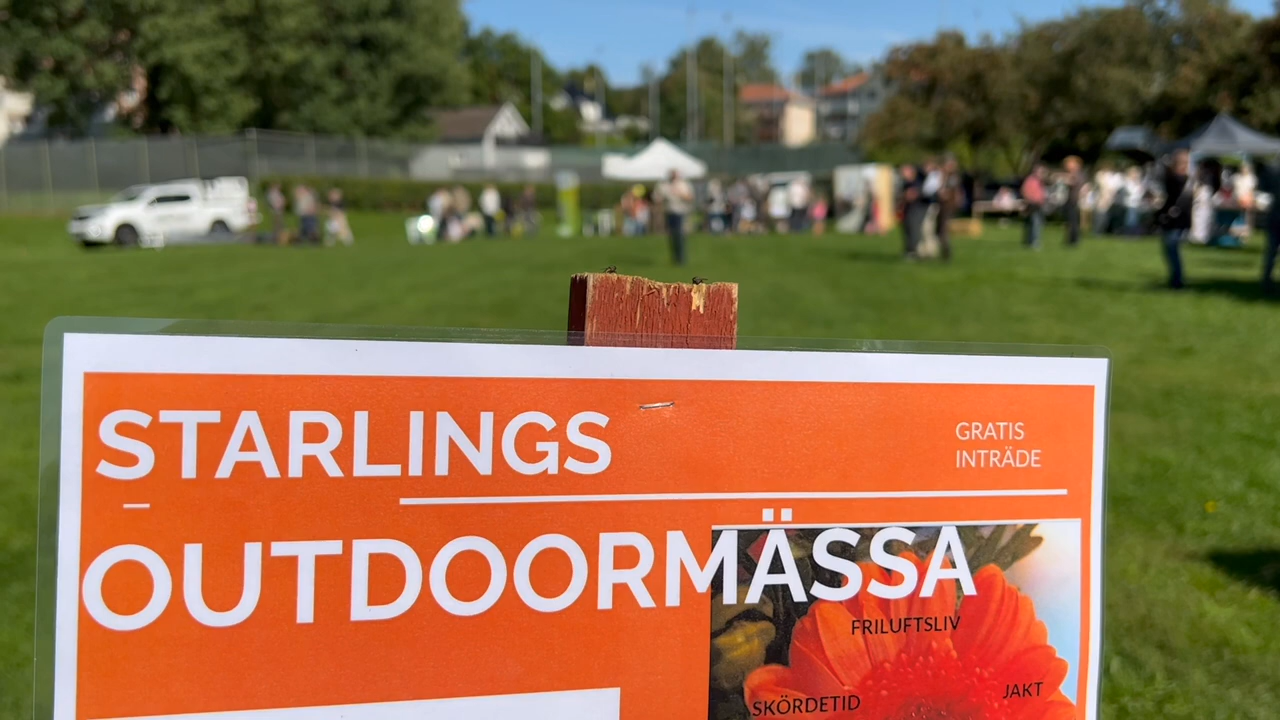 STARLINGS
GRATIS
INTRÄDE
OUTDOORMÄSSA
FRILUFTSLIV
JAKT
SKÖRDETID